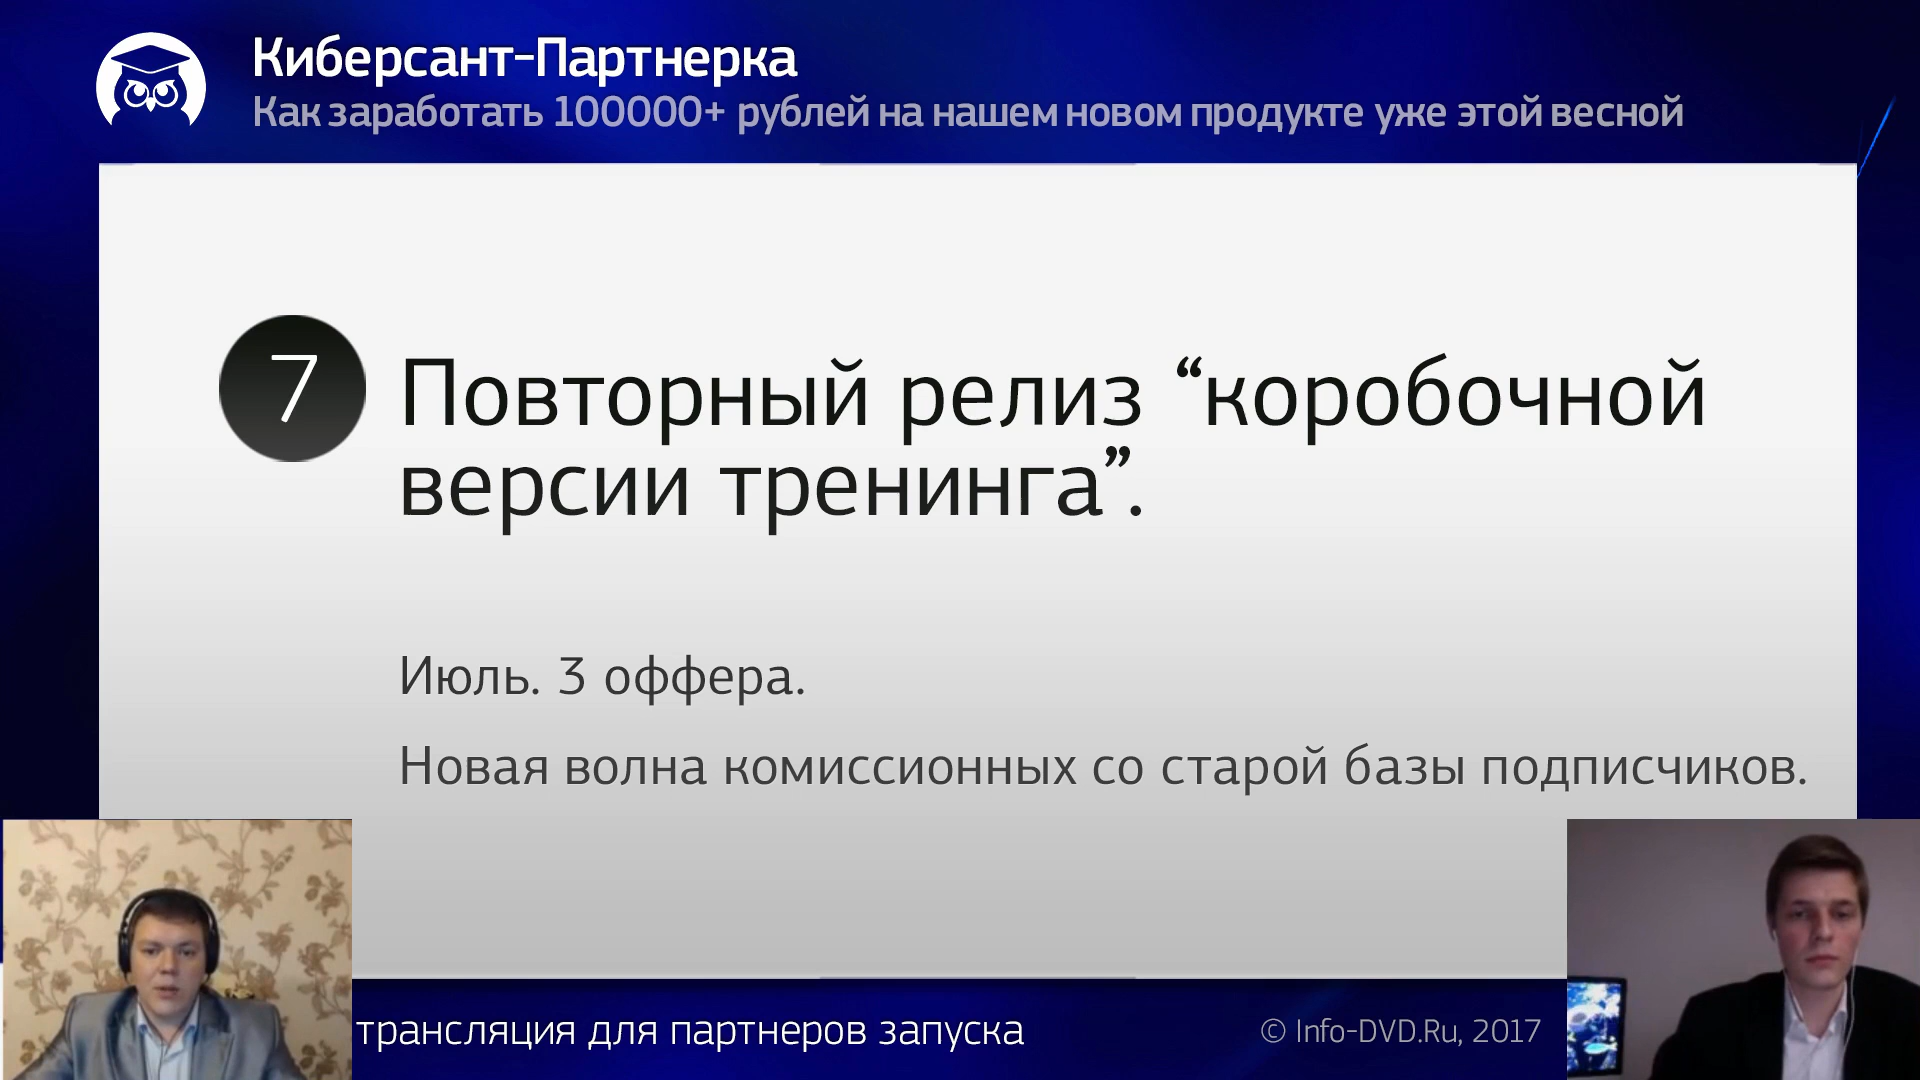 Киберсант-Партнерка
Как заработать 100000+ рублей на нашем новом продукте уже этой весной
7
Повторный релиз “коробочной
версии тренинга”.
Июль. 3 оффера.
Новая волна комиссионных со старой базы подписчиков.
трансляция для партнеров запуска
© Info-DVD.Ru, 2017